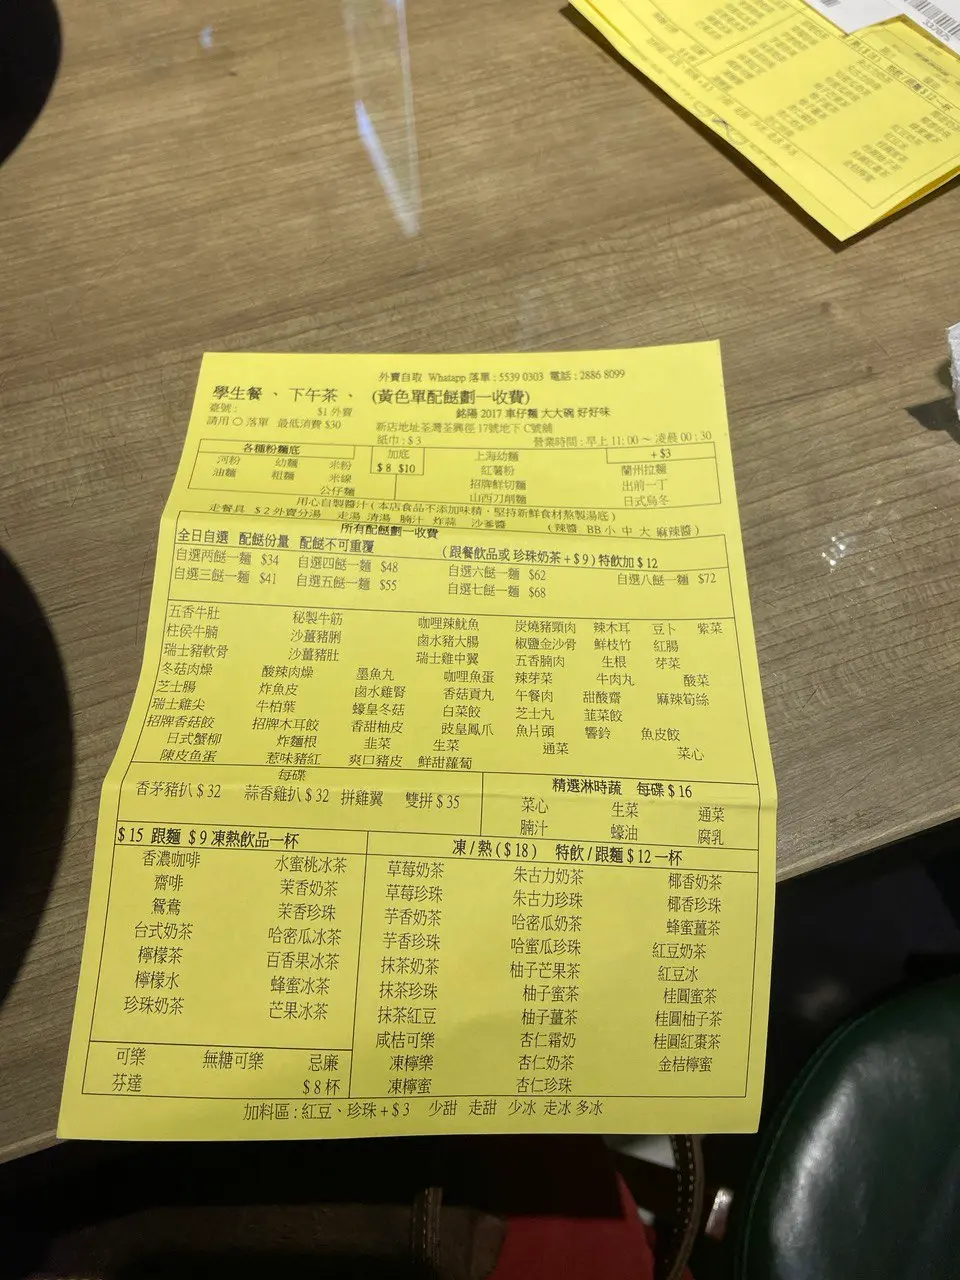 外賣自取 Whatapp 落單 : 5539 0303 電話 : 2886 8099
學生餐 、 下午茶 、 (黃色單配餸劃一收費)
臺號 : $1 外賣 銘陽 2017 車仔麵 大大碗 好好味
請用 〇 落單 最低消費 $30 新店地址荃灣荃興徑 17號地下 C號舖
紙巾 : $ 3 營業時間 : 早上 11; 00 ~ 凌晨 00 ; 30
各種粉麵底 加底 上海幼麵 + $3
河粉 幼麵 米粉 $ 8 $10 紅薯粉 蘭州拉麵
油麵 粗麵 米線 招牌鮮切麵 出前一丁
公仔麵 山西刀削麵 日式烏冬
用心自製醬汁 ( 本店食品不添加味精,堅持新鮮食材熬製湯底 )
走餐具 $ 2 外賣分湯 走湯 清湯 腩汁 炸蒜 沙爹醬 ( 辣醬 BB 小 中 大 麻辣醬 )
所有配餸劃一收費
全日自選 配餸份量 配餸不可重覆 ( 跟餐飲品或 珍珠奶茶 + $ 9 ) 特飲加 $ 12
自選两餸一麵 $34 自選四餸一麵 $48 自選六餸一麵 $62 自選八餸一麵 $72
自選三餸一麵 $41 自選五餸一麵 $55 自選七餸一麵 $68
五香牛肚 秘製牛筋 咖哩辣魷魚 炭燒豬頸肉 辣木耳 豆卜 紫菜
柱侯牛腩 沙薑豬脷 鹵水豬大腸 椒鹽金沙骨 鮮枝竹 紅腸
瑞士豬軟骨 沙薑豬肚 瑞士雞中翼 五香腩肉 生根 芽菜
冬菇肉燥 酸辣肉燥 墨魚丸 咖哩魚蛋 辣芽菜 牛肉丸 酸菜
芝士腸 炸魚皮 鹵水雞腎 香菇貢丸 午餐肉 甜酸齋 麻辣筍絲
瑞士雞尖 牛柏葉 蠔皇冬菇 白菜餃 芝士丸 韮菜餃
招牌香菇餃 招牌木耳餃 香甜柚皮 豉皇鳳爪 魚片頭 響鈴 魚皮餃
日式蟹柳 炸麵根 韭菜 生菜 通菜 菜心
陳皮魚蛋 惹味豬紅 爽口豬皮 鮮甜蘿蔔
每碟
香茅豬扒 $ 32 蒜香雞扒 $ 32 拼雞翼 雙拼 $ 35
精選淋時蔬 每碟 $ 16
菜心 生菜 通菜
腩汁 蠔油 腐乳
$ 15 跟麵 $ 9 凍熱飲品一杯
香濃咖啡 水蜜桃冰茶
齋啡 茉香奶茶
鴛鴦 茉香珍珠
台式奶茶 哈密瓜冰茶
檸檬茶 百香果冰茶
檸檬水 蜂蜜冰茶
珍珠奶茶 芒果冰茶
可樂 無糖可樂 忌廉
芬達 $ 8 杯
凍 / 熱 ( $ 18 ) 特飲 / 跟麵 $ 12 一杯
草莓奶茶 朱古力奶茶 椰香奶茶
草莓珍珠 朱古力珍珠 椰香珍珠
芋香奶茶 哈密瓜奶茶 蜂蜜薑茶
芋香珍珠 哈蜜瓜珍珠 紅豆奶茶
抹茶奶茶 柚子芒果茶 紅豆冰
抹茶珍珠 柚子蜜茶 桂圓蜜茶
抹茶紅豆 柚子薑茶 桂圓柚子茶
咸桔可樂 杏仁霜奶 桂圓紅棗茶
凍檸樂 杏仁奶茶 金桔檸蜜
凍檸蜜 杏仁珍珠
加料區 : 紅豆、珍珠 + $ 3 少甜 走甜 少冰 走冰 多冰